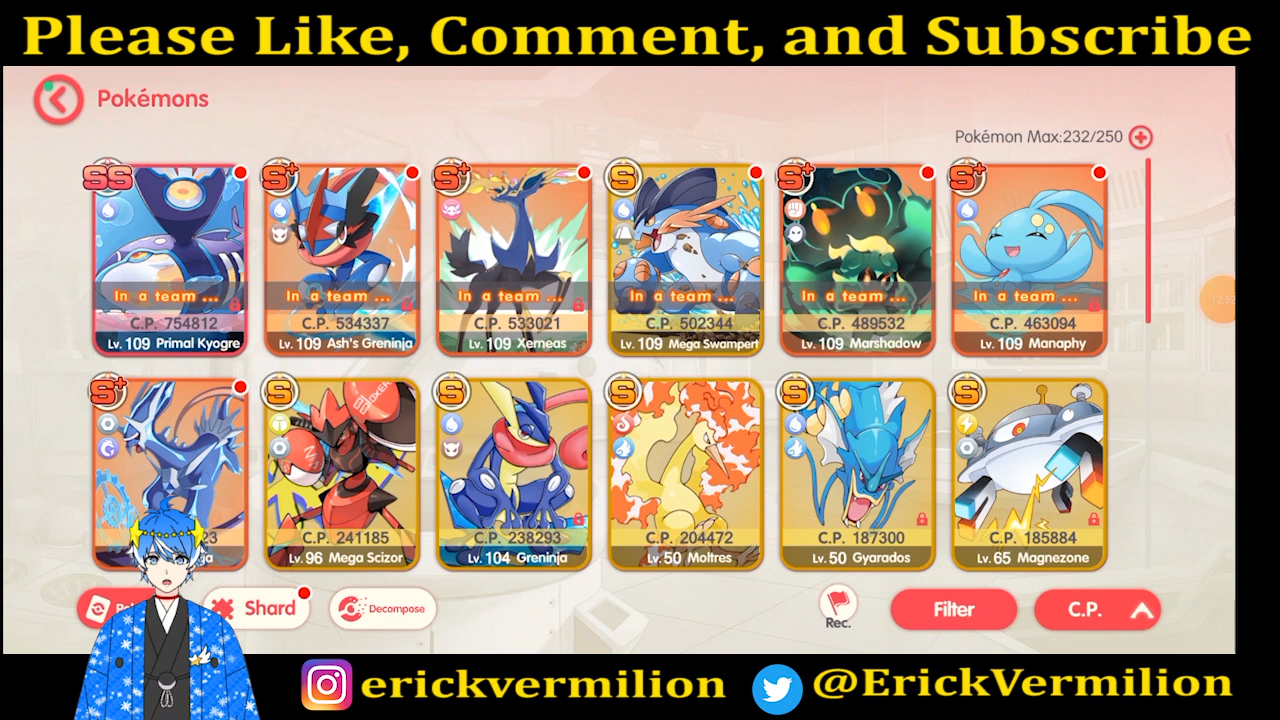 Please Like, Comment, and Subscribe
Pokémons
Pokémon Max:232/250
SS S+ S+ S S+ S+
In a team ... In a team ... In a team ... In a team ... In a team ... In a team ...
C.P. 754812 C.P. 534337 C.P. 533021 C.P. 502344 C.P. 489532 C.P. 463094
Lv. 109 Primal Kyogre Lv. 109 Ash's Greninja Lv. 109 Xerneas Lv. 109 Mega Swampert Lv. 109 Marshadow Lv. 109 Manaphy
12:52
S+ S S S S S
C.P. 241185 C.P. 238293 C.P. 204472 C.P. 187300 C.P. 185884
Lv. 96 Mega Scizor Lv. 104 Greninja Lv. 50 Moltres Lv. 50 Gyarados Lv. 65 Magnezone
Shard Decompose Rec. Filter C.P.
erickvermilion @ErickVermilion